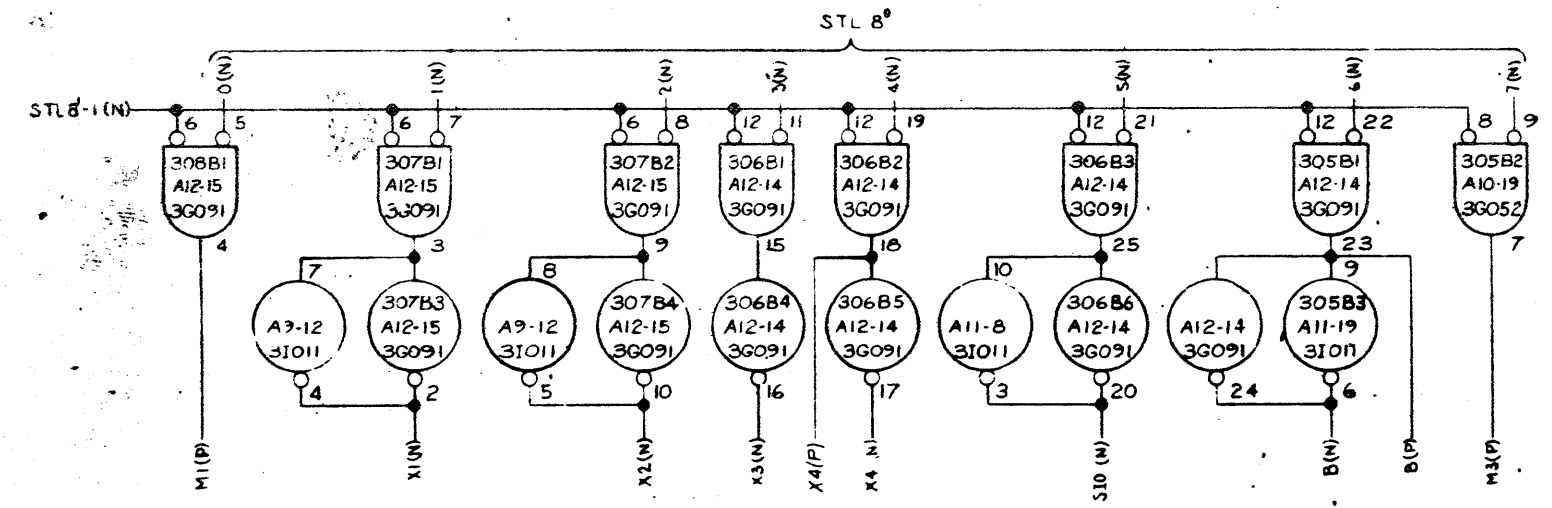 STL 8⁰
0(N) 1(N) 2(N) 3(N) 4(N) 5(N) 6(N) 7(N)
STL8¹-1(N)
6 5 6 7 6 8 12 11 12 19 12 21 12 22 8 9
308B1 307B1 307B2 306B1 306B2 306B3 305B1 305B2
A12-15 A12-15 A12-15 A12-14 A12-14 A12-14 A12-14 A10-19
3G091 3G091 3G091 3G091 3G091 3G091 3G091 3G052
4 3 9 15 18 25 23 7
7 8 10 9
307B3 307B4 306B4 306B5 306B6 305B3
A9-12 A12-15 A9-12 A12-15 A12-14 A12-14 A11-8 A12-14 A12-14 A11-19
3I011 3G091 3I011 3G091 3G091 3G091 3I011 3G091 3G091 3I011
4 2 5 10 16 17 3 20 24 6
M1(P) X1(N) X2(N) X3(N) X4(P) X4 N) SI0 (N) B(N) B(P) M3(P)